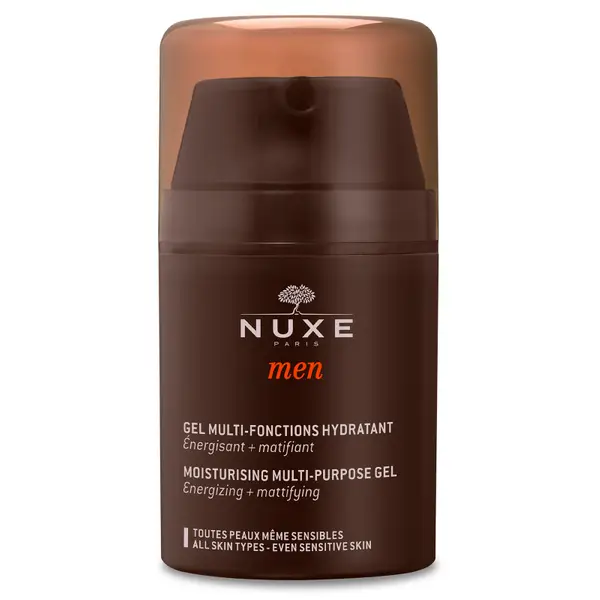 NUXE
PARIS
men
GEL MULTI-FONCTIONS HYDRATANT
Énergisant + matifiant
MOISTURISING MULTI-PURPOSE GEL
Energizing + mattifying
TOUTES PEAUX MÊME SENSIBLES
ALL SKIN TYPES - EVEN SENSITIVE SKIN